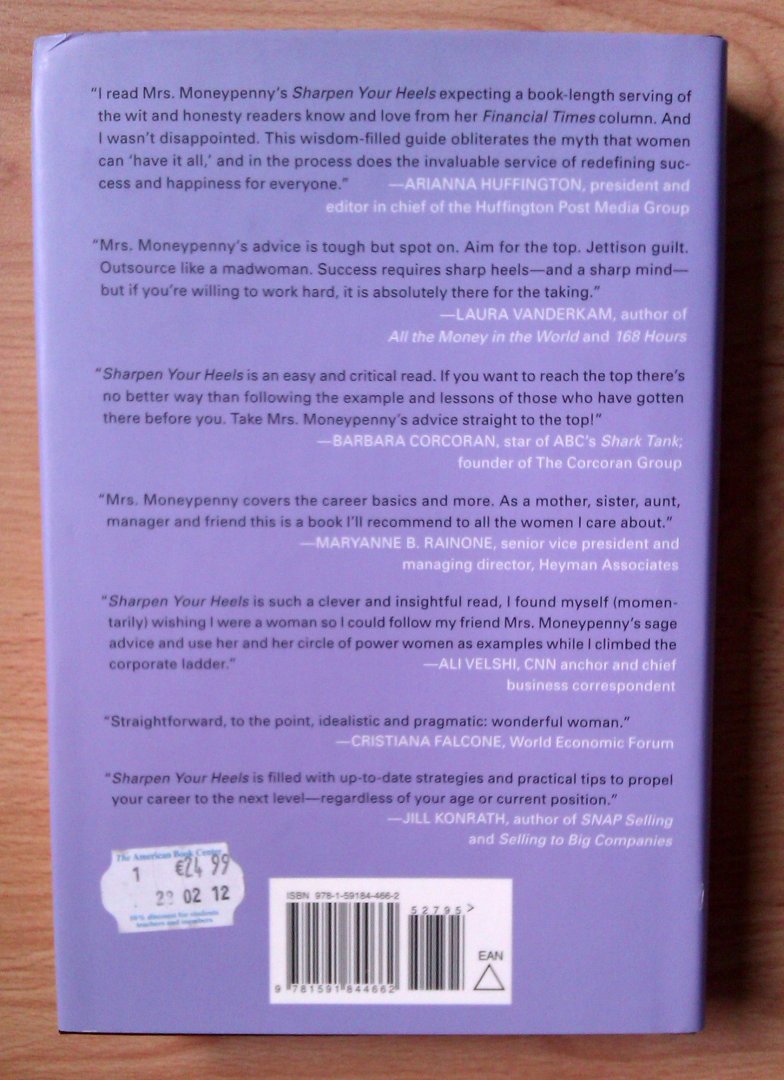 “I read Mrs. Moneypenny’s Sharpen Your Heels expecting a book-length serving of
the wit and honesty readers know and love from her Financial Times column. And
I wasn’t disappointed. This wisdom-filled guide obliterates the myth that women
can ‘have it all,’ and in the process does the invaluable service of redefining suc-
cess and happiness for everyone.” —ARIANNA HUFFINGTON, president and
editor in chief of the Huffington Post Media Group
“Mrs. Moneypenny’s advice is tough but spot on. Aim for the top. Jettison guilt.
Outsource like a madwoman. Success requires sharp heels—and a sharp mind—
but if you’re willing to work hard, it is absolutely there for the taking.”
—LAURA VANDERKAM, author of
All the Money in the World and 168 Hours
“Sharpen Your Heels is an easy and critical read. If you want to reach the top there’s
no better way than following the example and lessons of those who have gotten
there before you. Take Mrs. Moneypenny’s advice straight to the top!”
—BARBARA CORCORAN, star of ABC’s Shark Tank;
founder of The Corcoran Group
“Mrs. Moneypenny covers the career basics and more. As a mother, sister, aunt,
manager and friend this is a book I’ll recommend to all the women I care about.”
—MARYANNE B. RAINONE, senior vice president and
managing director, Heyman Associates
“Sharpen Your Heels is such a clever and insightful read, I found myself (momen-
tarily) wishing I were a woman so I could follow my friend Mrs. Moneypenny’s sage
advice and use her and her circle of power women as examples while I climbed the
corporate ladder.” —ALI VELSHI, CNN anchor and chief
business correspondent
“Straightforward, to the point, idealistic and pragmatic: wonderful woman.”
—CRISTIANA FALCONE, World Economic Forum
“Sharpen Your Heels is filled with up-to-date strategies and practical tips to propel
your career to the next level—regardless of your age or current position.”
—JILL KONRATH, author of SNAP Selling
and Selling to Big Companies
The American Book Center
1 €24 99
29 02 12
10% discount for students
teachers and members
ISBN 978-1-59184-466-2
52795>
EAN
9 781591 844662